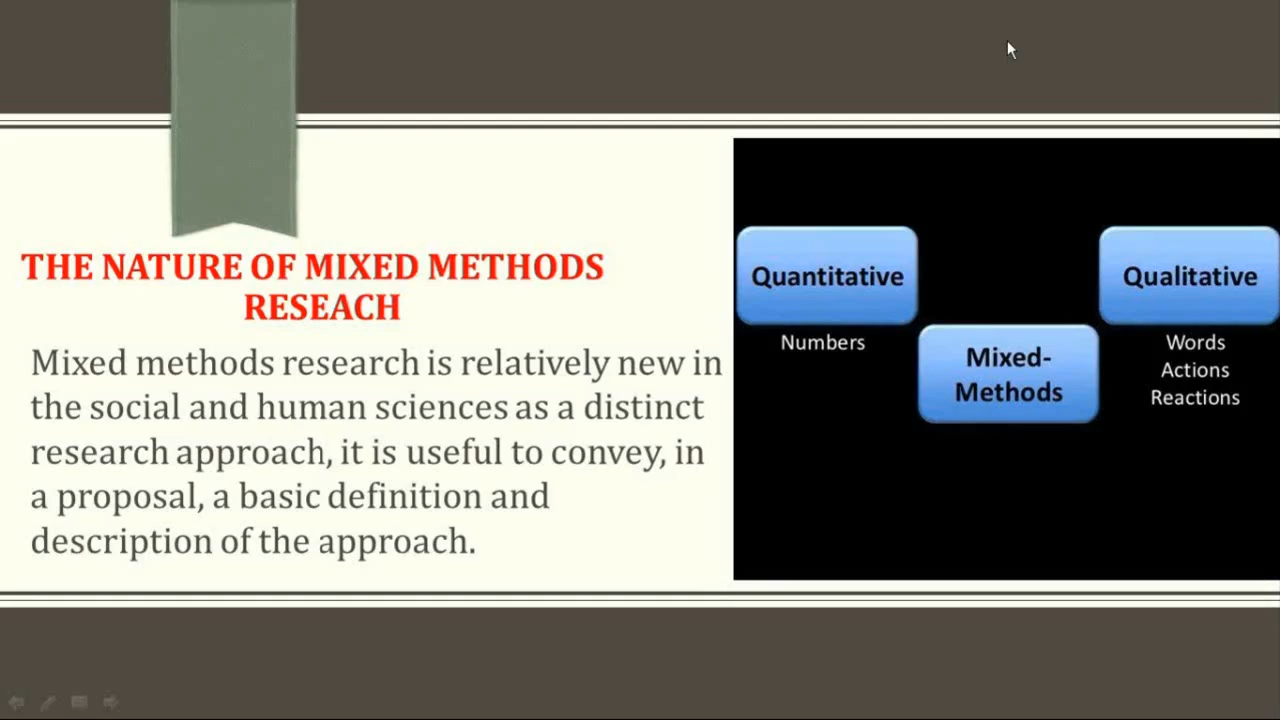 THE NATURE OF MIXED METHODS
RESEACH
Mixed methods research is relatively new in
the social and human sciences as a distinct
research approach, it is useful to convey, in
a proposal, a basic definition and
description of the approach.
Quantitative
Numbers
Mixed-
Methods
Qualitative
Words
Actions
Reactions